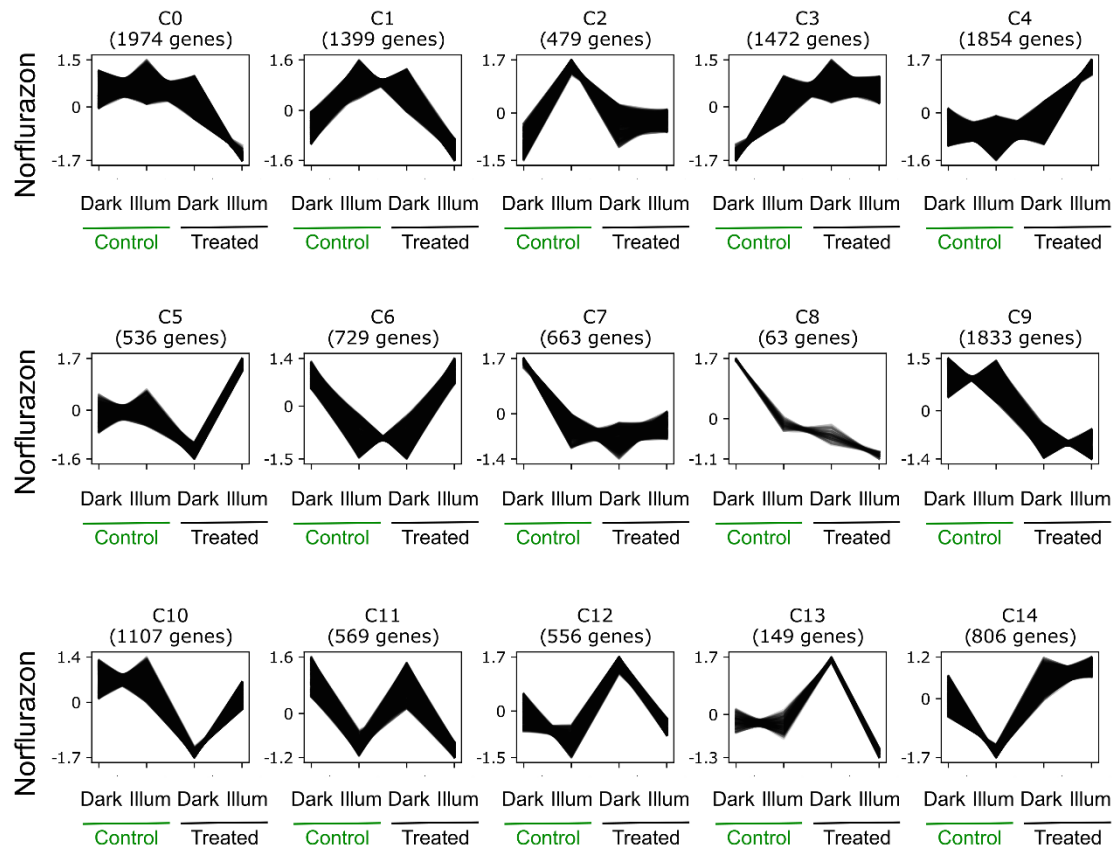 C0 C1 C2 C3 C4
(1974 genes) (1399 genes) (479 genes) (1472 genes) (1854 genes)
Norflurazon
1.5 1.6 1.7 1.5 1.7
0 0 0 0 0
-1.7 -1.6 -1.5 -1.7 -1.6
Dark Illum Dark Illum Dark Illum Dark Illum Dark Illum Dark Illum Dark Illum Dark Illum Dark Illum Dark Illum
Control Treated Control Treated Control Treated Control Treated Control Treated
C5 C6 C7 C8 C9
(536 genes) (729 genes) (663 genes) (63 genes) (1833 genes)
Norflurazon
1.7 1.4 1.7 1.7 1.5
0 0 0 0 0
-1.6 -1.5 -1.4 -1.1 -1.4
Dark Illum Dark Illum Dark Illum Dark Illum Dark Illum Dark Illum Dark Illum Dark Illum Dark Illum Dark Illum
Control Treated Control Treated Control Treated Control Treated Control Treated
C10 C11 C12 C13 C14
(1107 genes) (569 genes) (556 genes) (149 genes) (806 genes)
Norflurazon
1.4 1.6 1.7 1.7 1.2
0 0 0 0 0
-1.7 -1.2 -1.5 -1.3 -1.7
Dark Illum Dark Illum Dark Illum Dark Illum Dark Illum Dark Illum Dark Illum Dark Illum Dark Illum Dark Illum
Control Treated Control Treated Control Treated Control Treated Control Treated